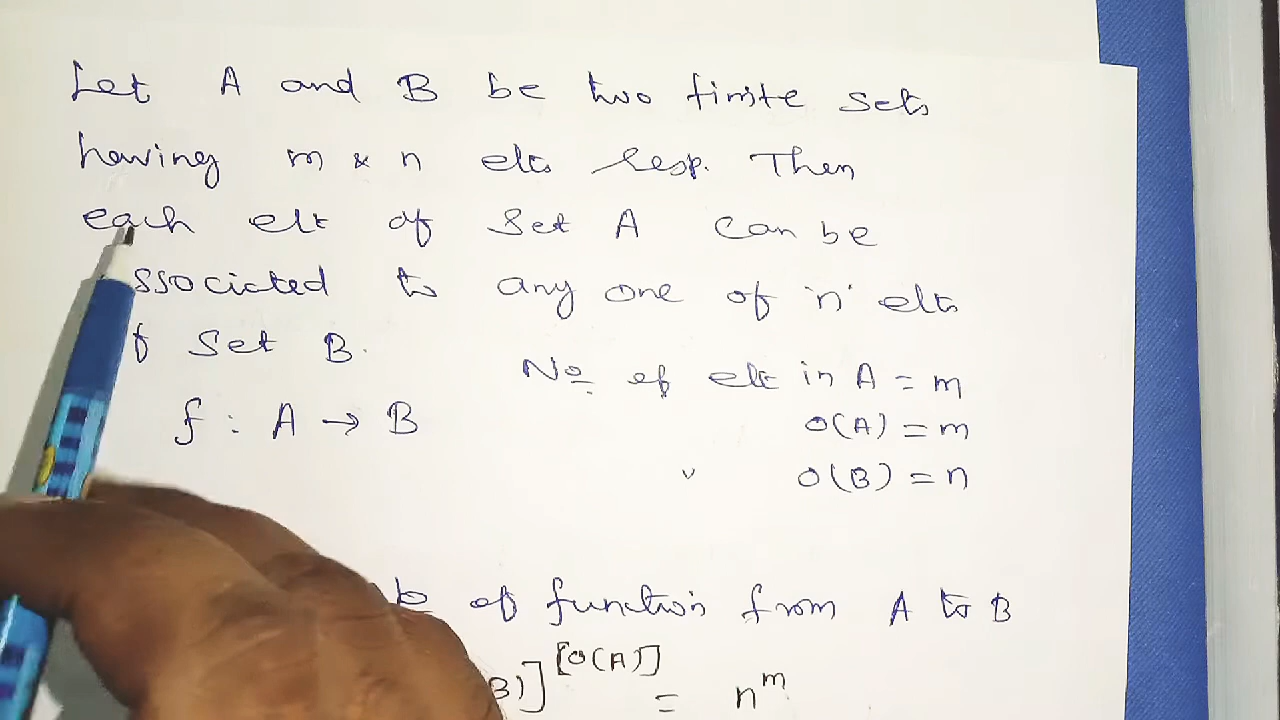 Let A and B be two finite sets
having m & n elts resp. Then
each elt of Set A can be
ssociated to any one of 'n' elts
f Set B.
No of elt in A = m
f : A → B
O(A) = m
" O(B) = n
b of function from A to B
B)][O(A)] = n^m